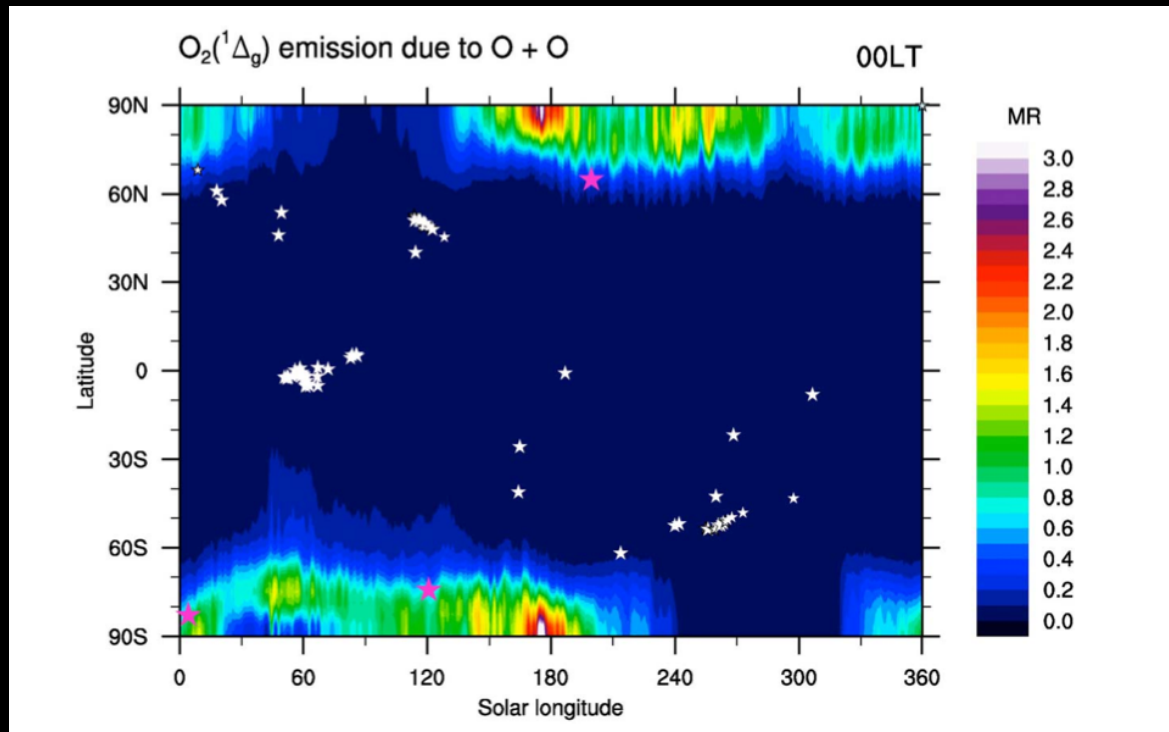 O₂(¹Δg) emission due to O + O
00LT
MR
90N
60N
30N
0
30S
60S
90S
Latitude
0
60
120
180
240
300
360
Solar longitude
3.0
2.8
2.6
2.4
2.2
2.0
1.8
1.6
1.4
1.2
1.0
0.8
0.6
0.4
0.2
0.0